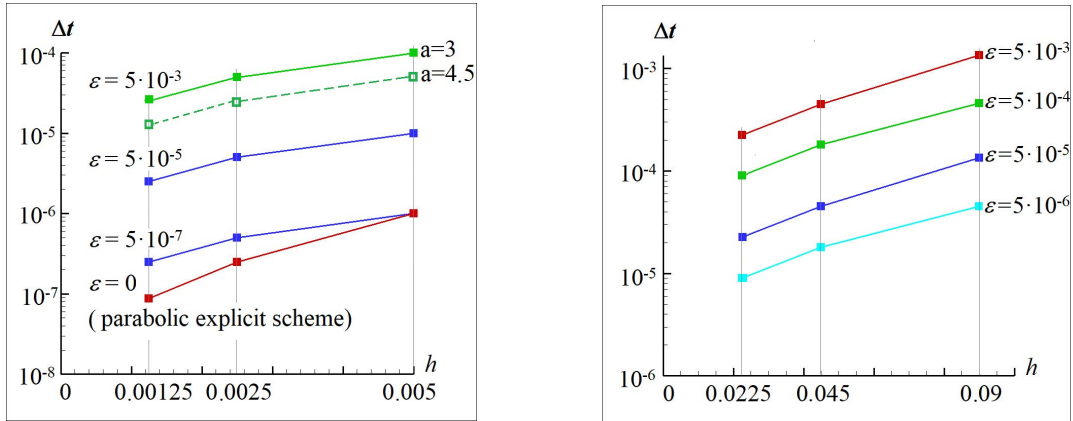 Δt
10⁻⁴
a=3
ε=5·10⁻³
a=4.5
10⁻⁵
ε=5·10⁻⁵
10⁻⁶
ε=5·10⁻⁷
ε=0
10⁻⁷
( parabolic explicit scheme)
10⁻⁸
h
0 0.00125 0.0025 0.005
Δt
10⁻³
ε=5·10⁻³
ε=5·10⁻⁴
10⁻⁴
ε=5·10⁻⁵
ε=5·10⁻⁶
10⁻⁵
10⁻⁶
h
0 0.0225 0.045 0.09